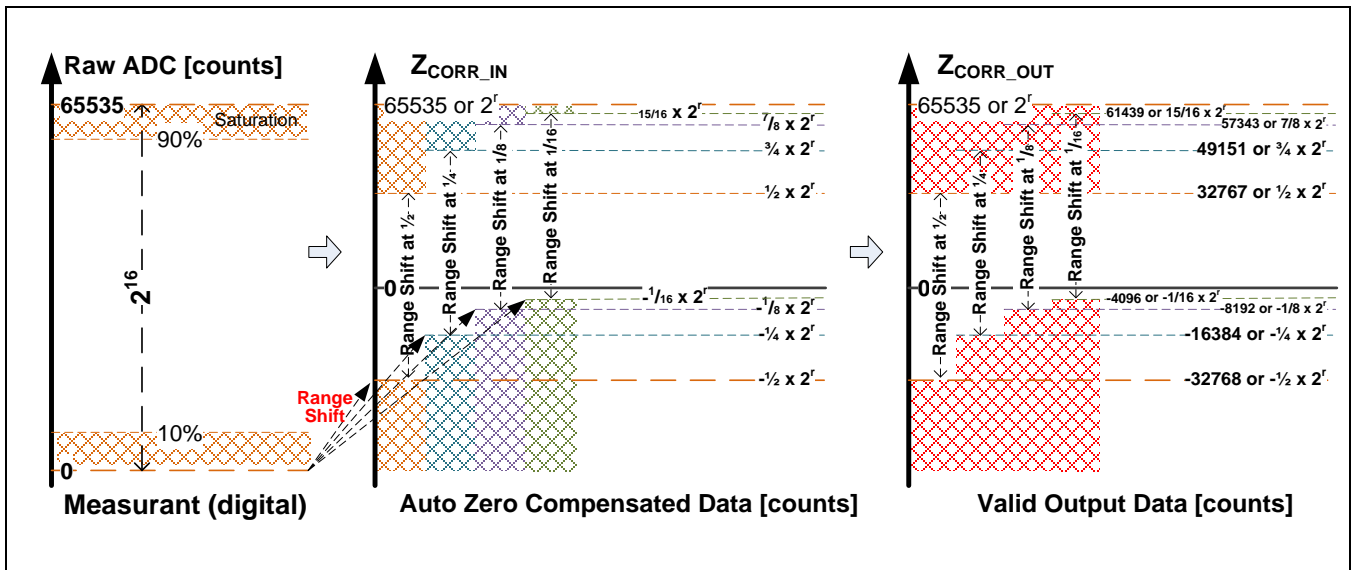 Raw ADC [counts]
65535
Saturation
90%
2^16
10%
0
Measurant (digital)
Z_CORR_IN
65535 or 2^r
15/16 x 2^r
7/8 x 2^r
¾ x 2^r
½ x 2^r
Range Shift at ½
Range Shift at ¼
Range Shift at 1/8
Range Shift at 1/16
0
-1/16 x 2^r
-1/8 x 2^r
-¼ x 2^r
-½ x 2^r
Range
Shift
Auto Zero Compensated Data [counts]
Z_CORR_OUT
65535 or 2^r
61439 or 15/16 x 2^r
57343 or 7/8 x 2^r
49151 or ¾ x 2^r
32767 or ½ x 2^r
Range Shift at ½
Range Shift at ¼
Range Shift at 1/8
Range Shift at 1/16
0
-4096 or -1/16 x 2^r
-8192 or -1/8 x 2^r
-16384 or -¼ x 2^r
-32768 or -½ x 2^r
Valid Output Data [counts]